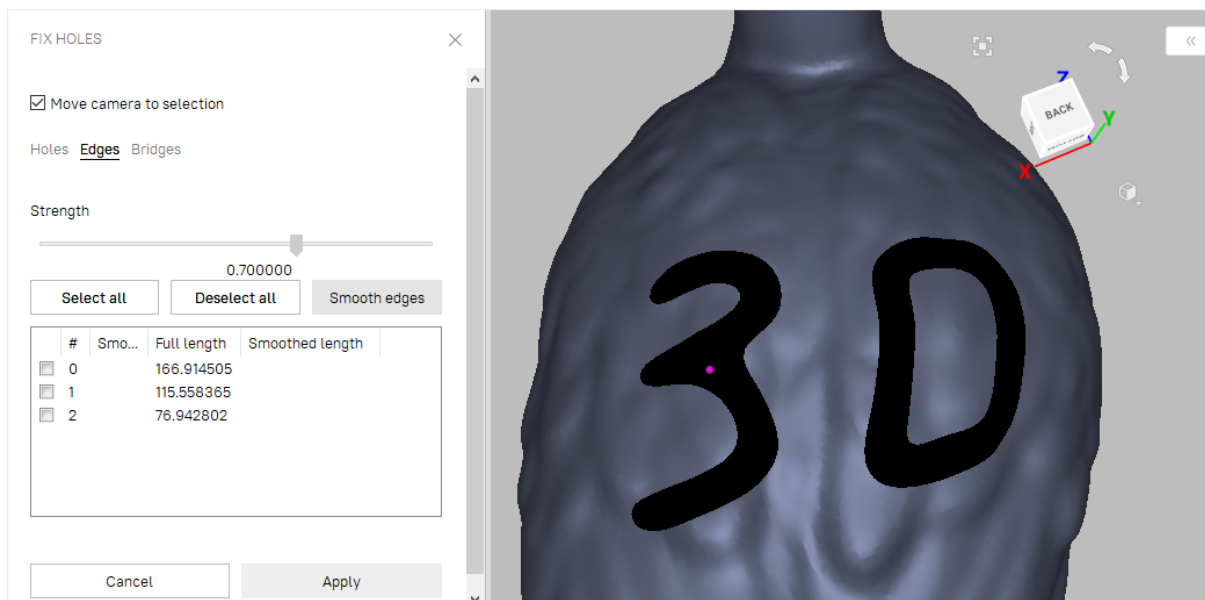 FIX HOLES
Move camera to selection
Holes Edges Bridges
Strength
0.700000
Select all Deselect all Smooth edges
# Smo... Full length Smoothed length
0 166.914505
1 115.558365
2 76.942802
Cancel Apply
3D
Z
BACK
Y
X